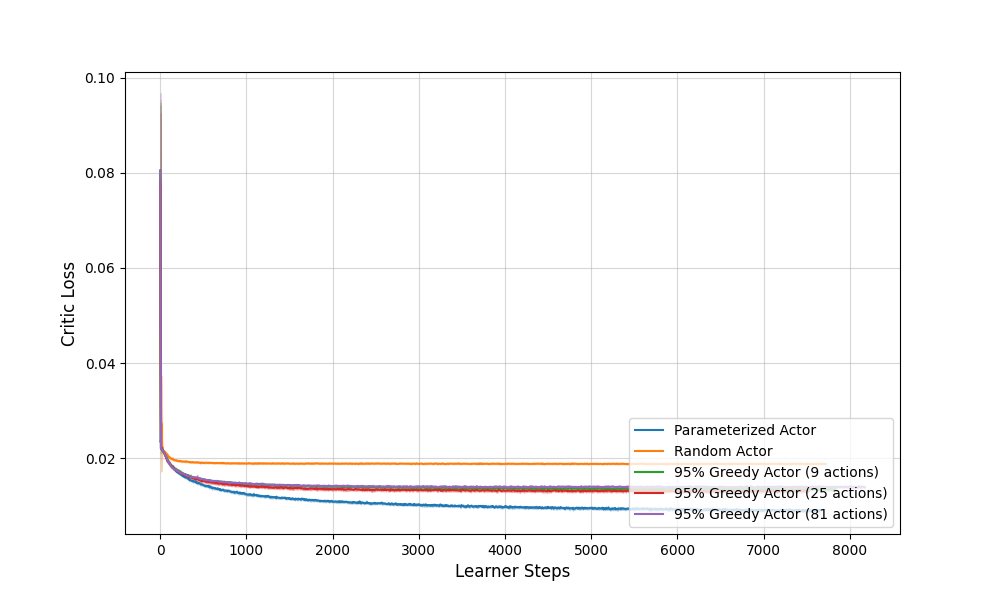 0.10
0.08
0.06
0.04
0.02
Critic Loss
Parameterized Actor
Random Actor
95% Greedy Actor (9 actions)
95% Greedy Actor (25 actions)
95% Greedy Actor (81 actions)
0 1000 2000 3000 4000 5000 6000 7000 8000
Learner Steps